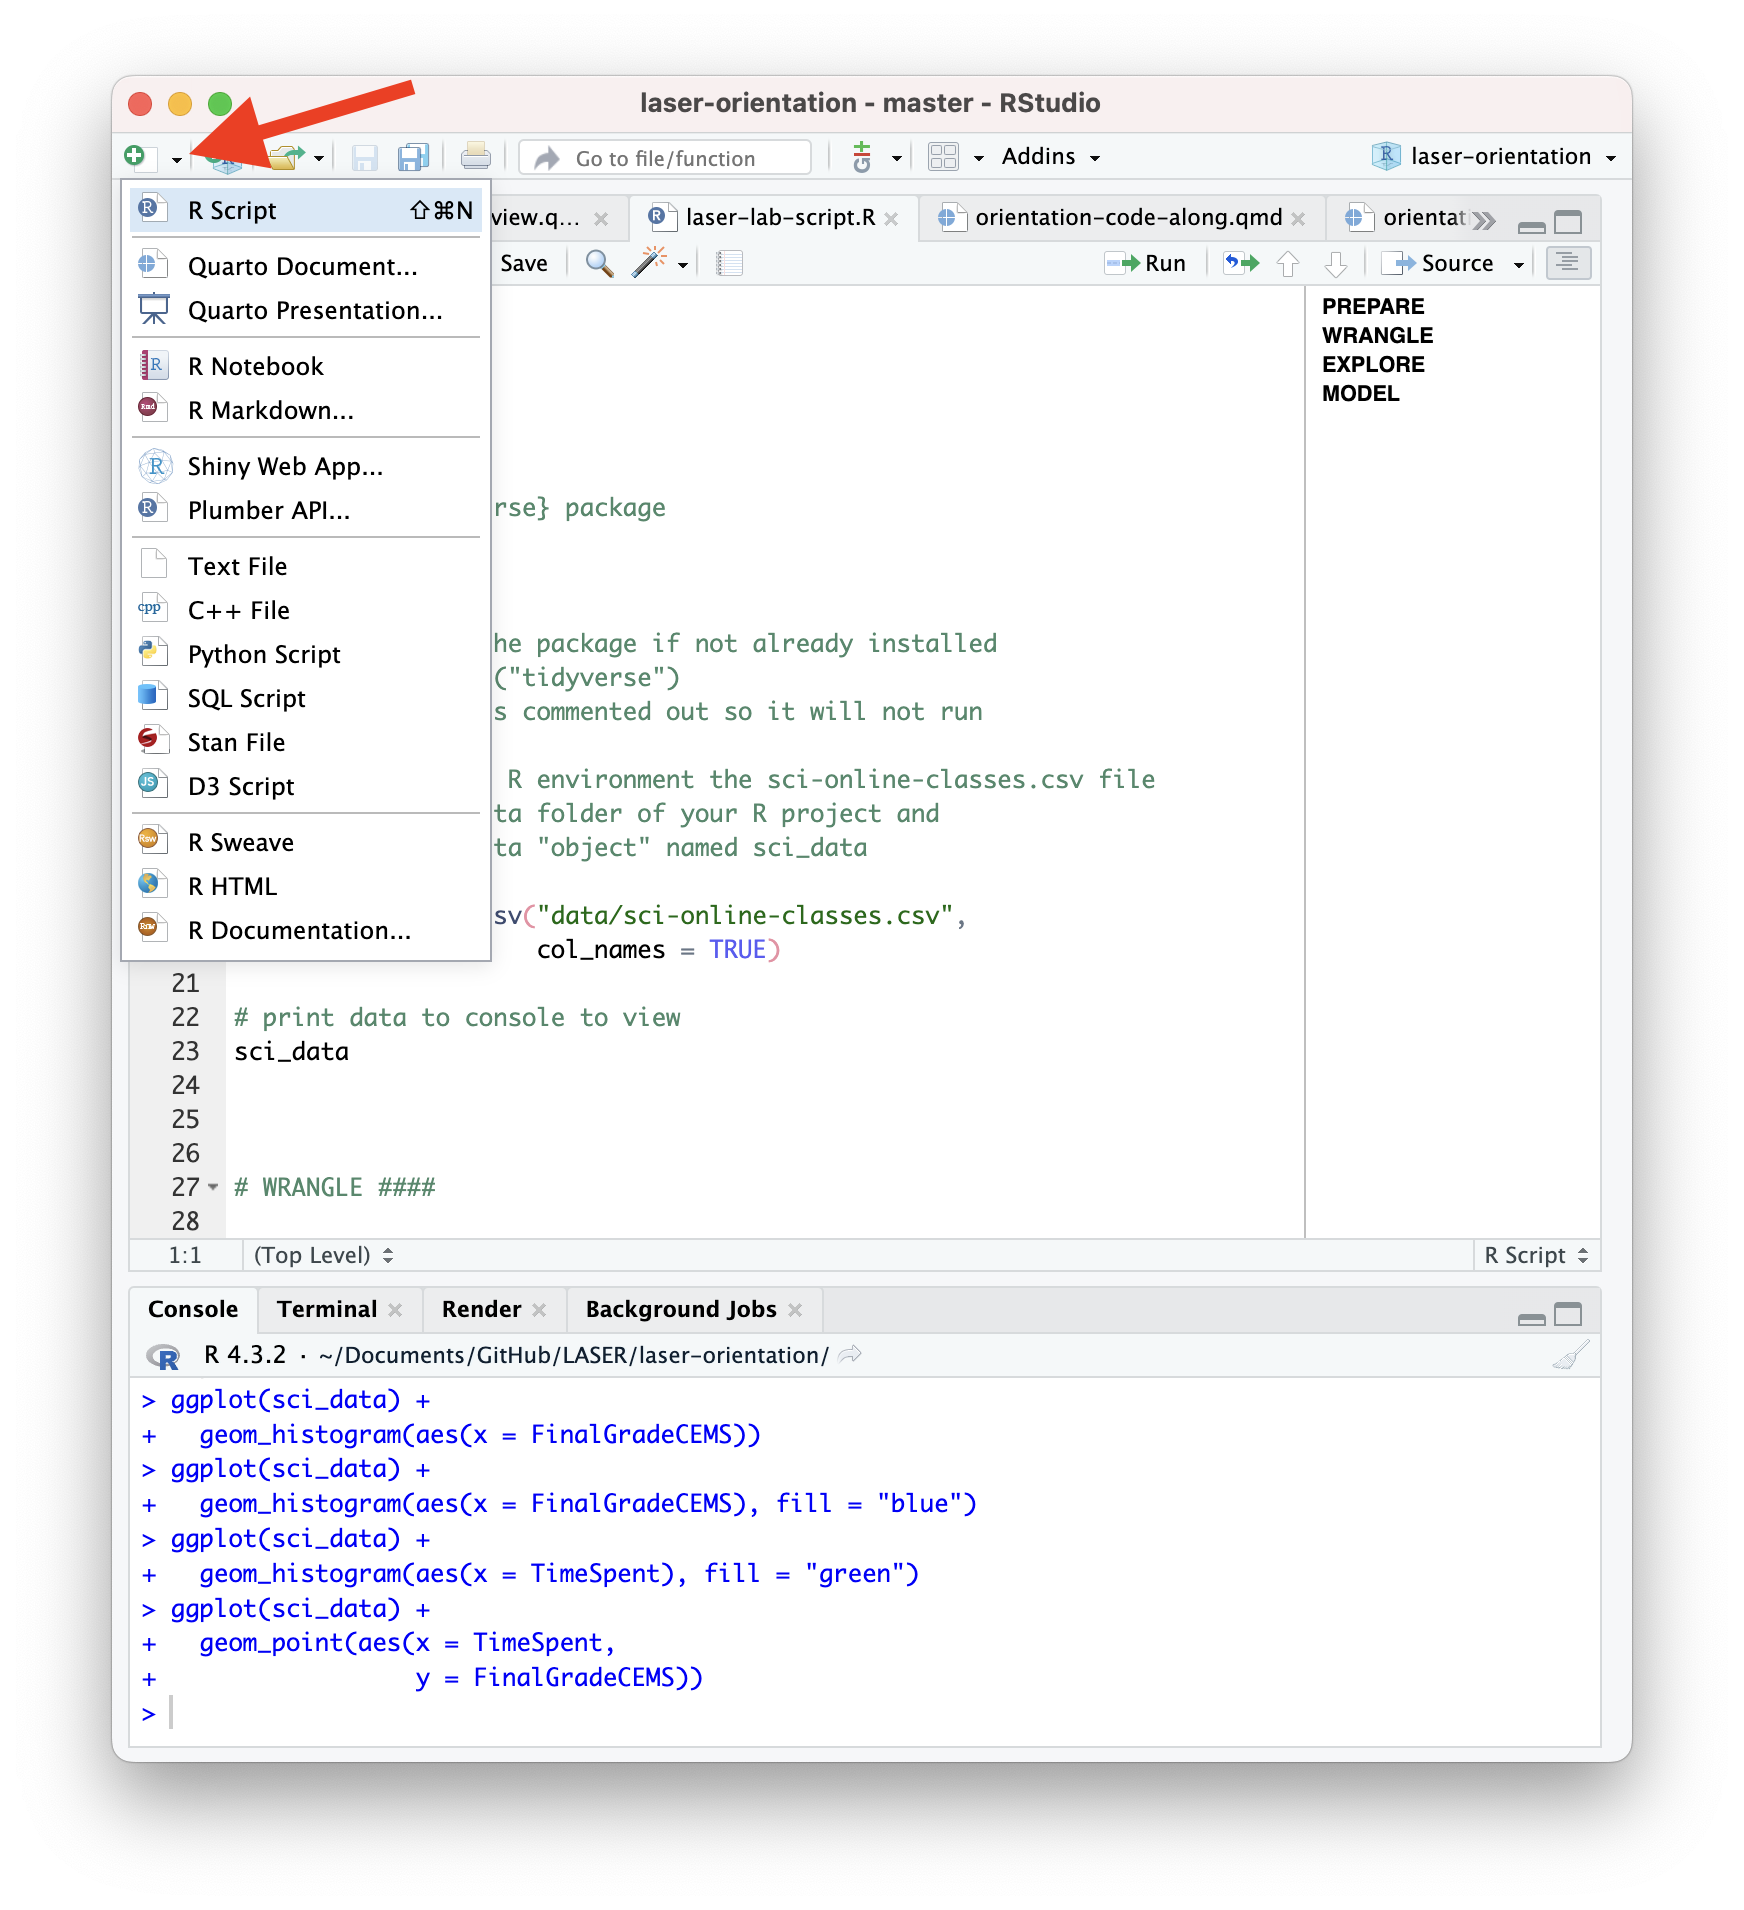 laser-orientation - master - RStudio
Go to file/function
Addins
laser-orientation
R Script ⇧⌘N
Quarto Document...
Quarto Presentation...
R Notebook
R Markdown...
Shiny Web App...
Plumber API...
Text File
C++ File
Python Script
SQL Script
Stan File
D3 Script
R Sweave
R HTML
R Documentation...
view.q...
laser-lab-script.R
orientation-code-along.qmd
orientat
Save
Run
Source
PREPARE
WRANGLE
EXPLORE
MODEL
rse} package
he package if not already installed
("tidyverse")
s commented out so it will not run
R environment the sci-online-classes.csv file
ta folder of your R project and
ta "object" named sci_data
sv("data/sci-online-classes.csv",
col_names = TRUE)
21
22 # print data to console to view
23 sci_data
24
25
26
27 # WRANGLE ####
28
1:1 (Top Level) R Script
Console Terminal Render Background Jobs
R 4.3.2 · ~/Documents/GitHub/LASER/laser-orientation/
> ggplot(sci_data) +
+   geom_histogram(aes(x = FinalGradeCEMS))
> ggplot(sci_data) +
+   geom_histogram(aes(x = FinalGradeCEMS), fill = "blue")
> ggplot(sci_data) +
+   geom_histogram(aes(x = TimeSpent), fill = "green")
> ggplot(sci_data) +
+   geom_point(aes(x = TimeSpent,
+                  y = FinalGradeCEMS))
>